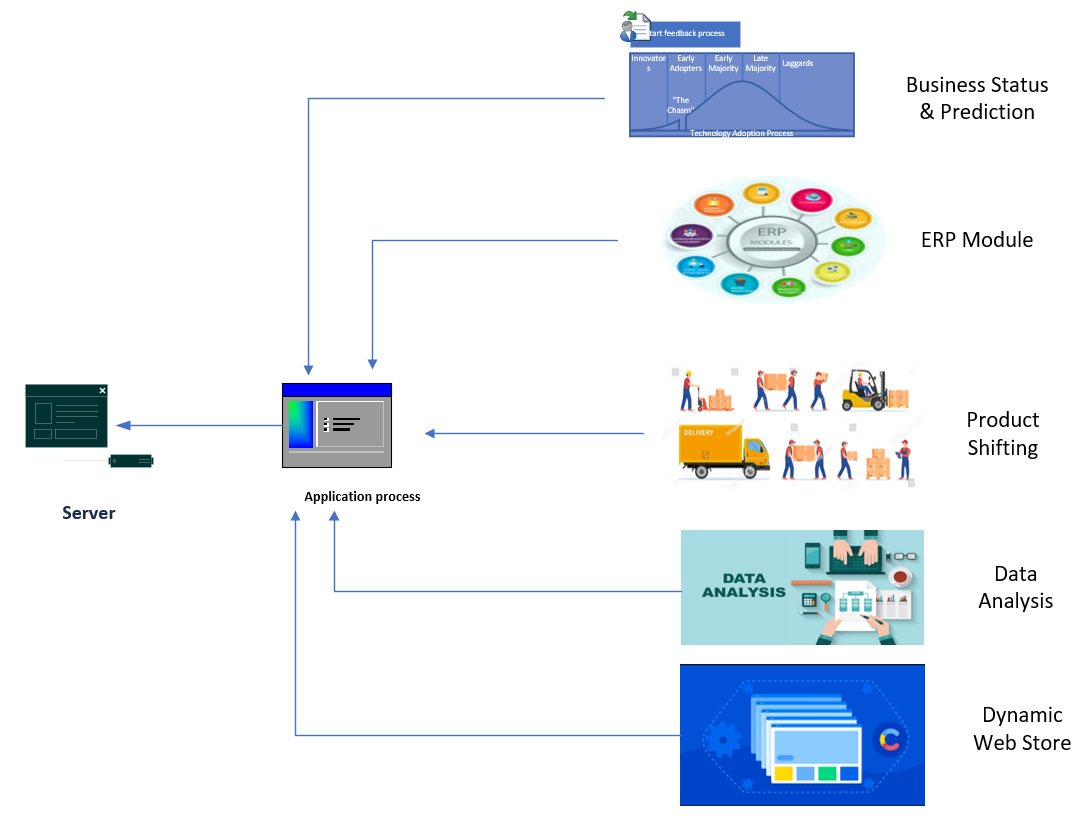 tart feedback process
Innovator
s
Early
Adopters
Early
Majority
Late
Majority
Laggards
"The
Chasm"
Technology Adoption Process
Business Status
& Prediction
ERP
MODULES
ERP Module
DELIVERY
Product
Shifting
Application process
Server
DATA
ANALYSIS
Data
Analysis
Dynamic
Web Store